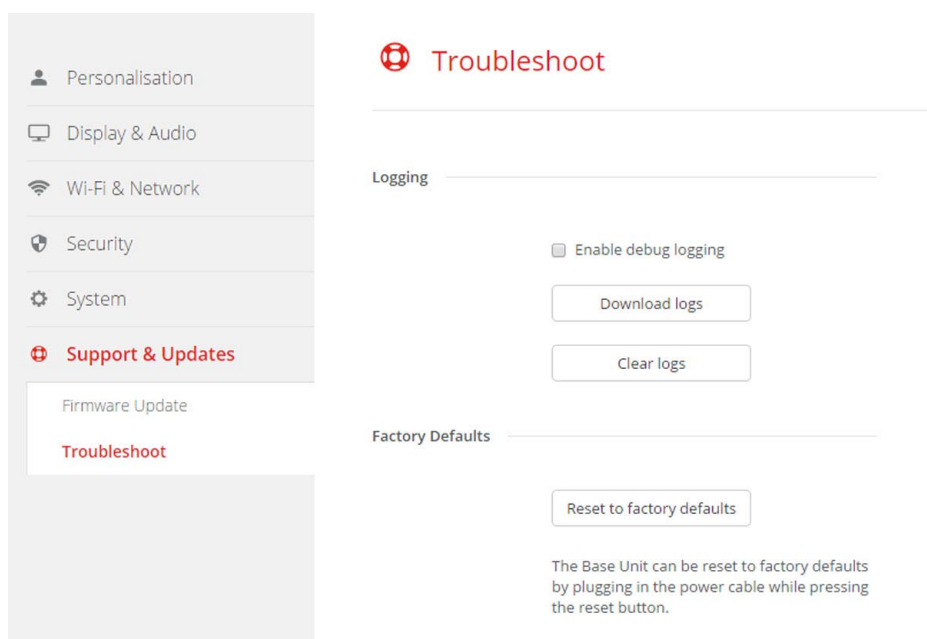 Personalisation
Display & Audio
Wi-Fi & Network
Security
System
Support & Updates
Firmware Update
Troubleshoot
Troubleshoot
Logging
Enable debug logging
Download logs
Clear logs
Factory Defaults
Reset to factory defaults
The Base Unit can be reset to factory defaults
by plugging in the power cable while pressing
the reset button.